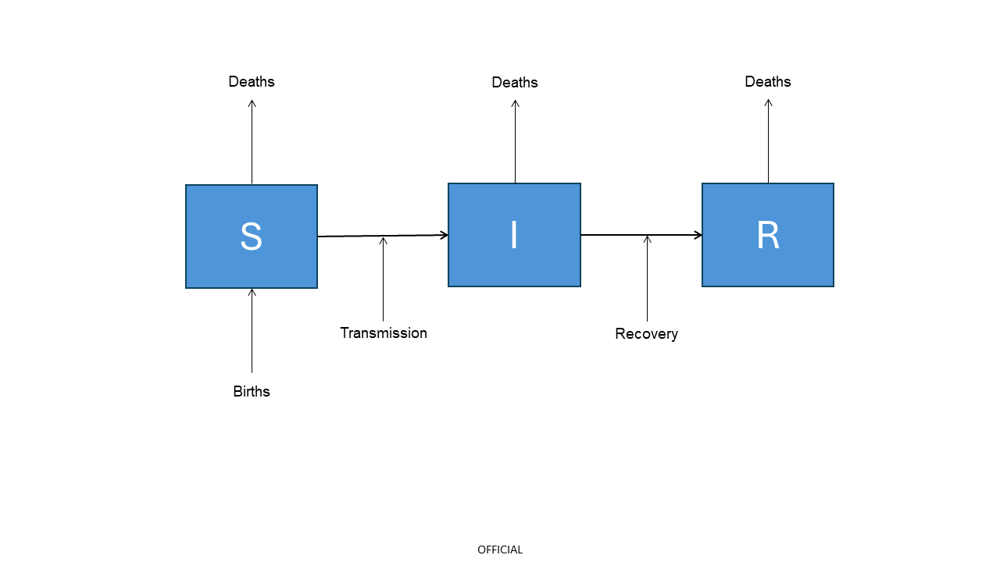 Deaths
Deaths
Deaths
S
I
R
Transmission
Recovery
Births
OFFICIAL